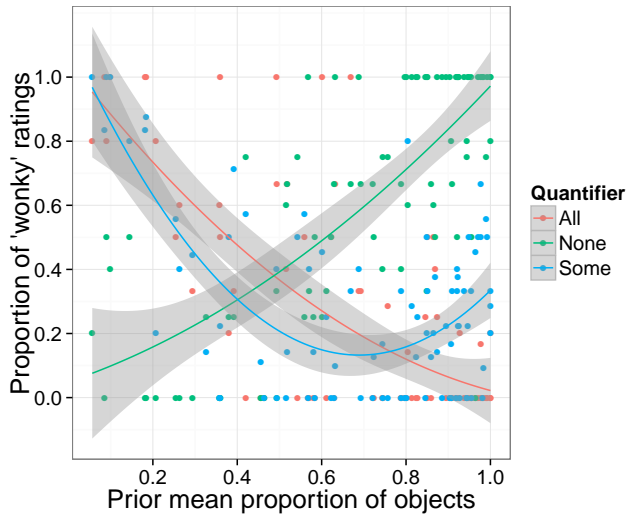 Proportion of 'wonky' ratings
1.0
0.8
0.6
0.4
0.2
0.0
0.2 0.4 0.6 0.8 1.0
Prior mean proportion of objects
Quantifier
All
None
Some